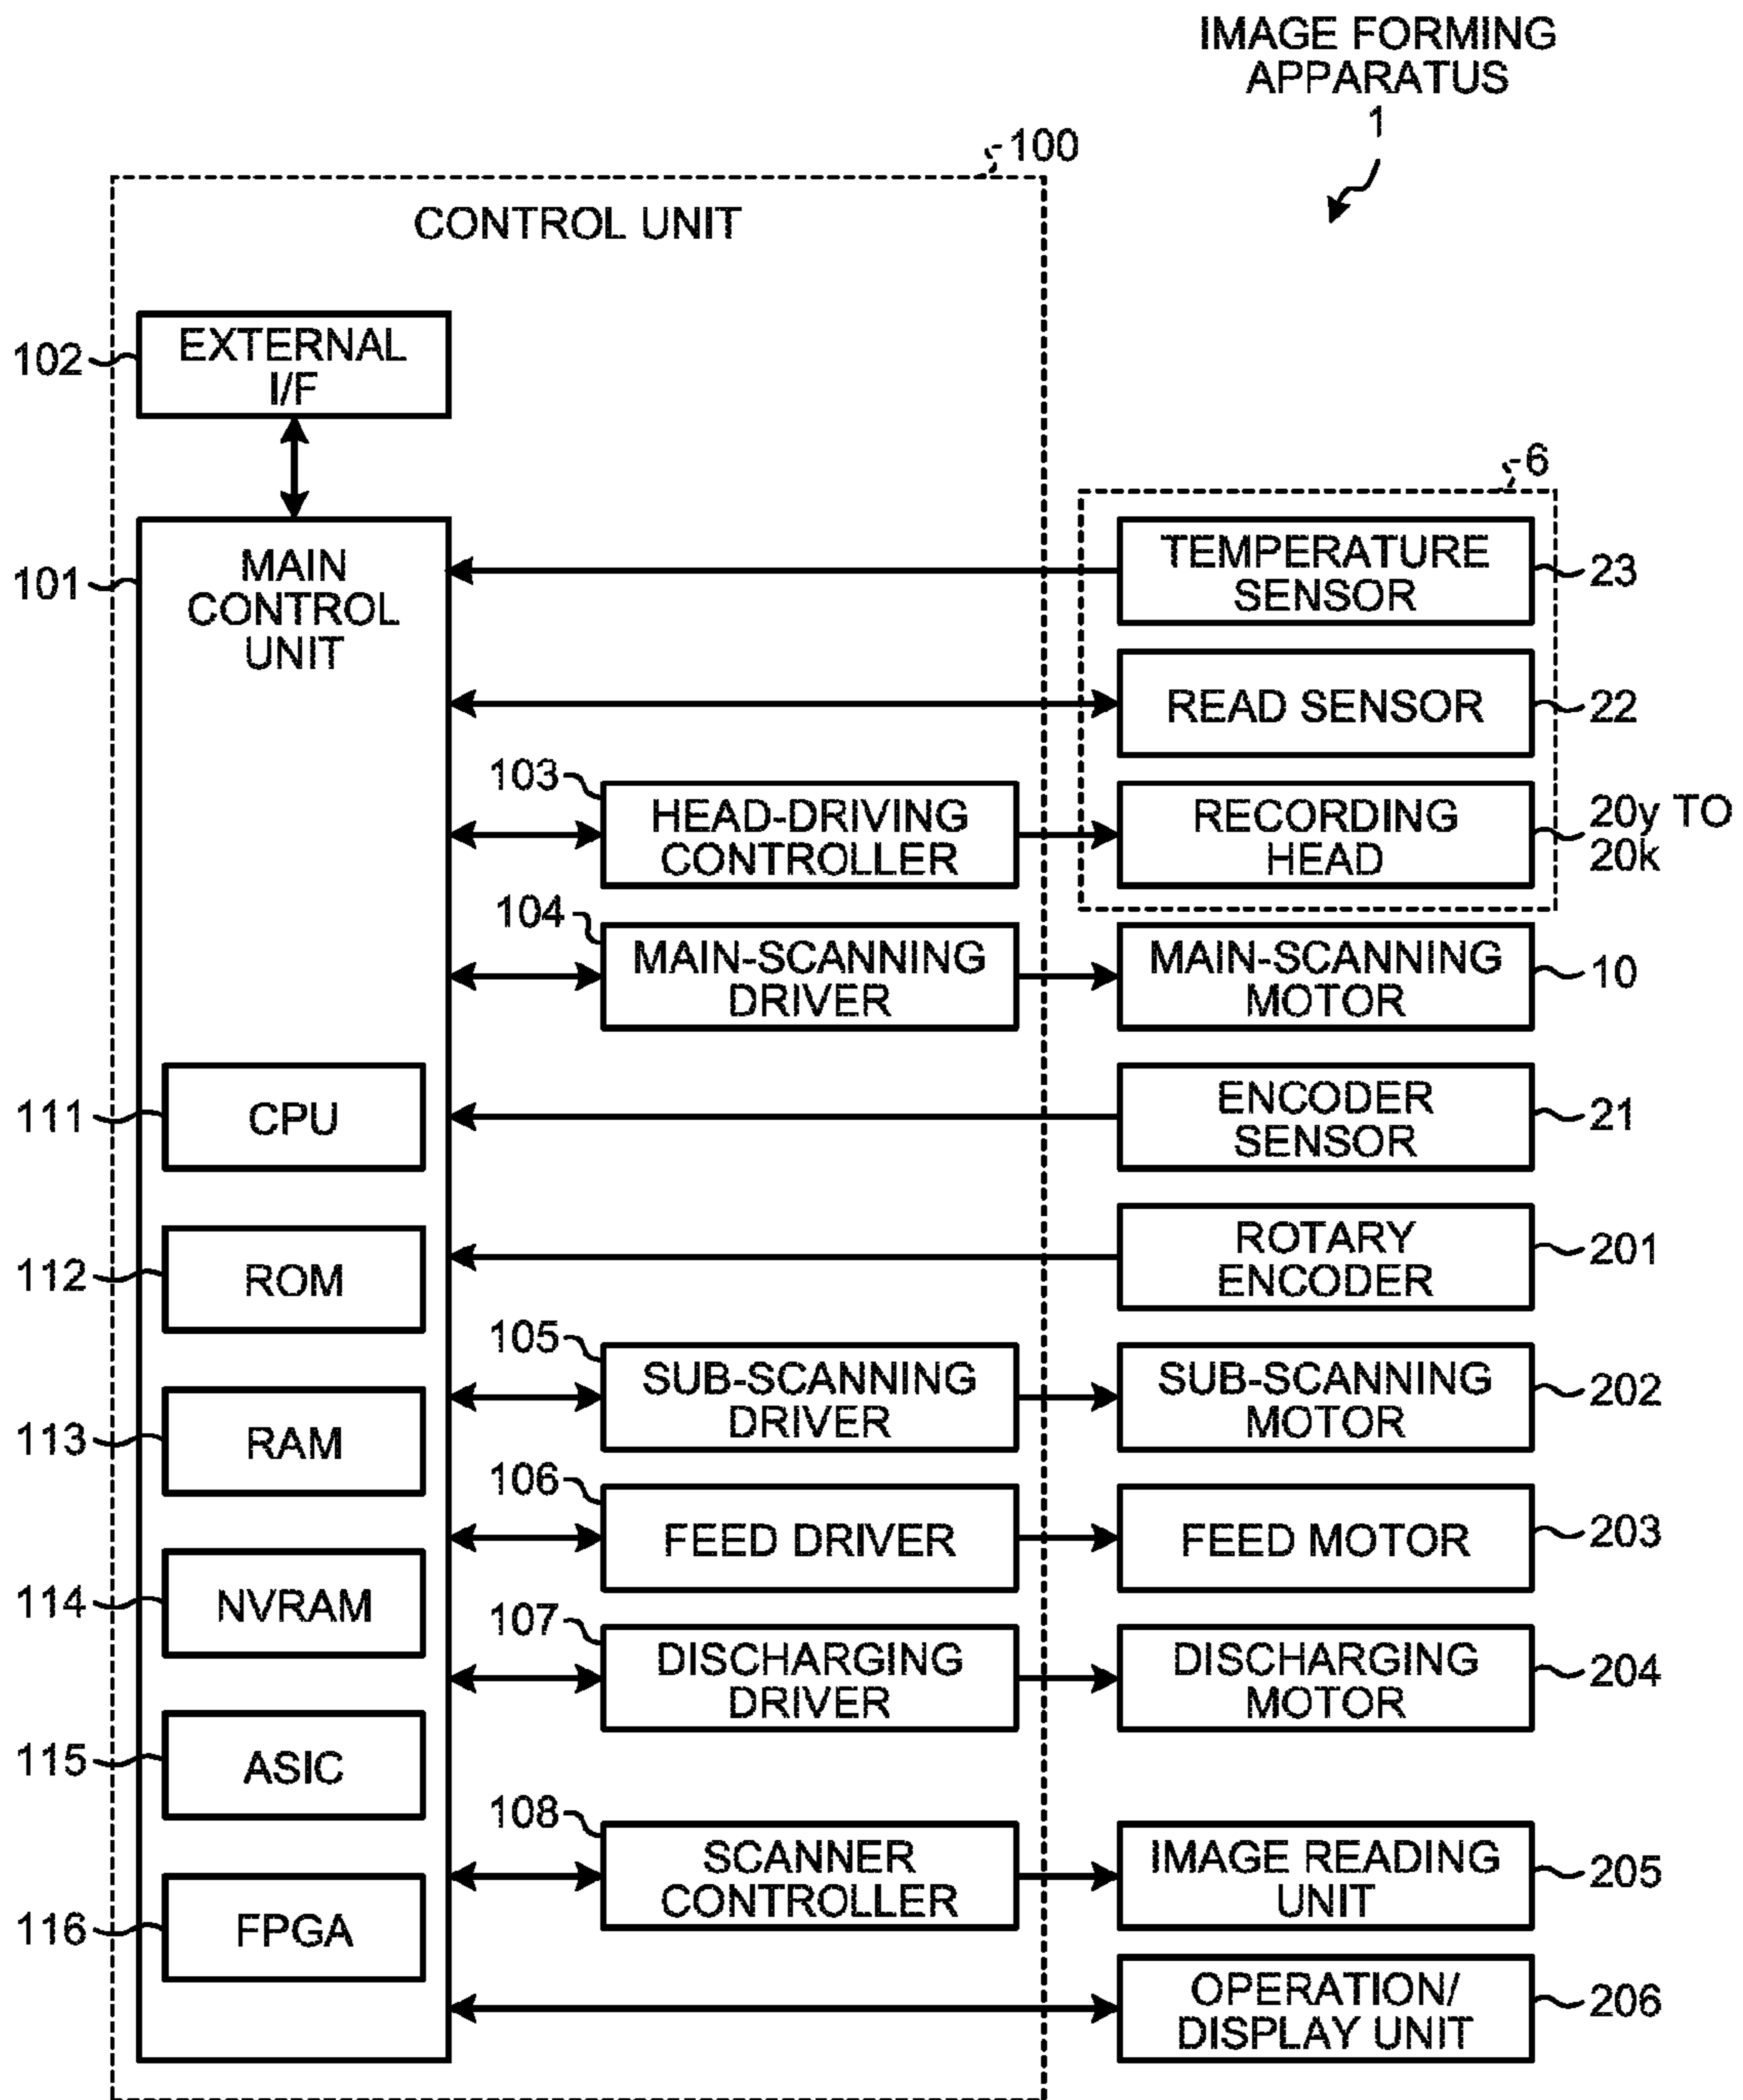 IMAGE FORMING
APPARATUS
1
100
CONTROL UNIT
102
EXTERNAL
I/F
6
101
MAIN
CONTROL
UNIT
TEMPERATURE
SENSOR
23
READ SENSOR
22
103
HEAD-DRIVING
CONTROLLER
RECORDING
HEAD
20y TO
20k
104
MAIN-SCANNING
DRIVER
MAIN-SCANNING
MOTOR
10
111
CPU
ENCODER
SENSOR
21
112
ROM
ROTARY
ENCODER
201
105
SUB-SCANNING
DRIVER
SUB-SCANNING
MOTOR
202
113
RAM
106
FEED DRIVER
FEED MOTOR
203
114
NVRAM
107
DISCHARGING
DRIVER
DISCHARGING
MOTOR
204
115
ASIC
108
SCANNER
CONTROLLER
IMAGE READING
UNIT
205
116
FPGA
OPERATION/
DISPLAY UNIT
206